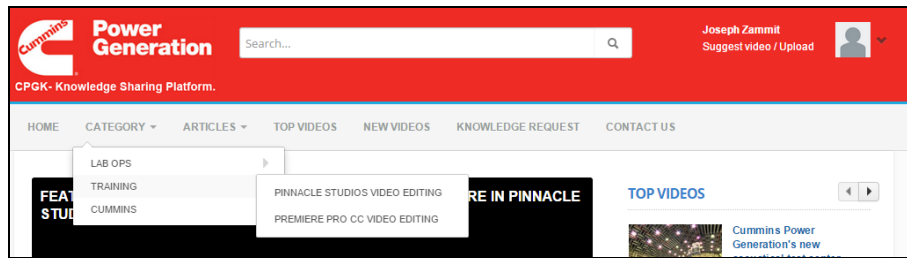 Cummins
Power
Generation
CPGK- Knowledge Sharing Platform.
Search...
Joseph Zammit
Suggest video / Upload
HOME CATEGORY ARTICLES TOP VIDEOS NEW VIDEOS KNOWLEDGE REQUEST CONTACT US
LAB OPS
TRAINING
CUMMINS
PINNACLE STUDIOS VIDEO EDITING
PREMIERE PRO CC VIDEO EDITING
FEAT RE IN PINNACLE
STUD
TOP VIDEOS
Cummins Power
Generation's new